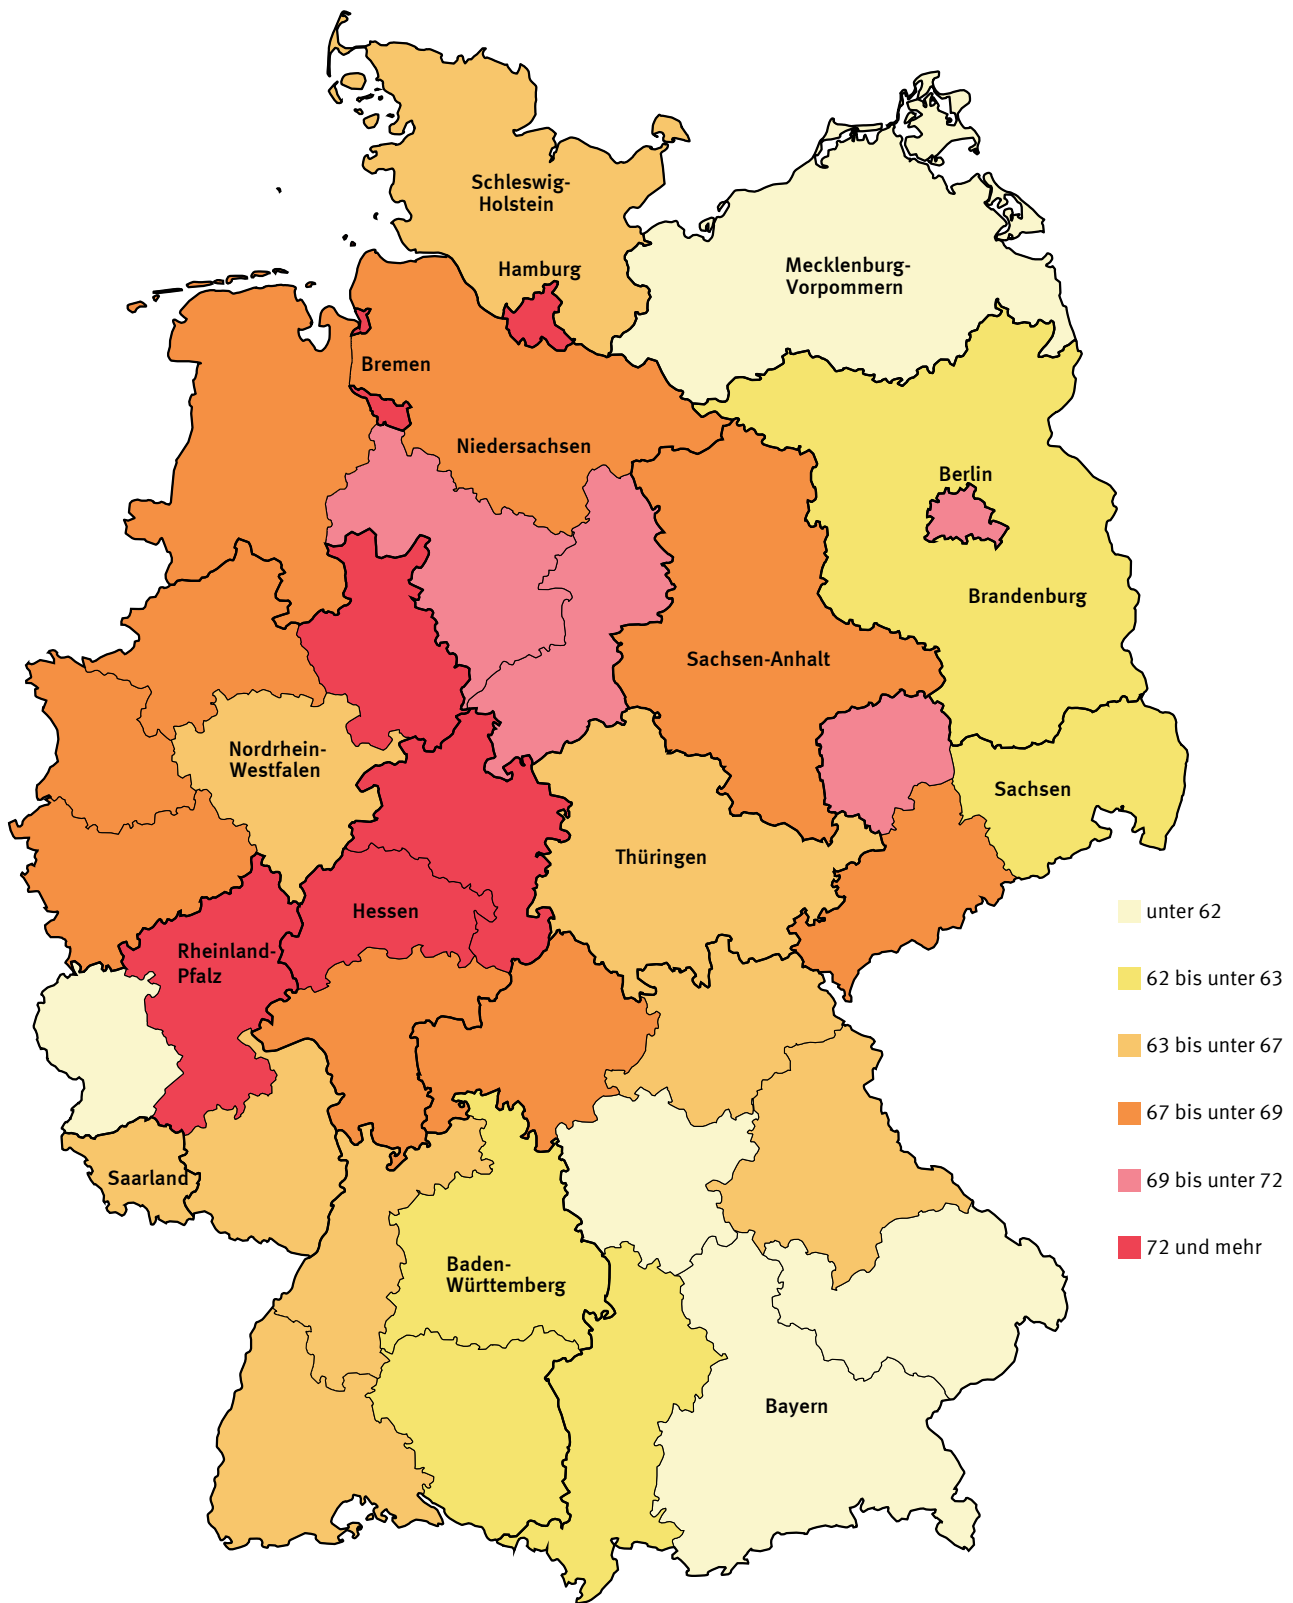 Schleswig-
Holstein
Hamburg
Mecklenburg-
Vorpommern
Bremen
Niedersachsen
Berlin
Brandenburg
Sachsen-Anhalt
Nordrhein-
Westfalen
Sachsen
Thüringen
Hessen
Rheinland-
Pfalz
Saarland
Baden-
Württemberg
Bayern
unter 62
62 bis unter 63
63 bis unter 67
67 bis unter 69
69 bis unter 72
72 und mehr